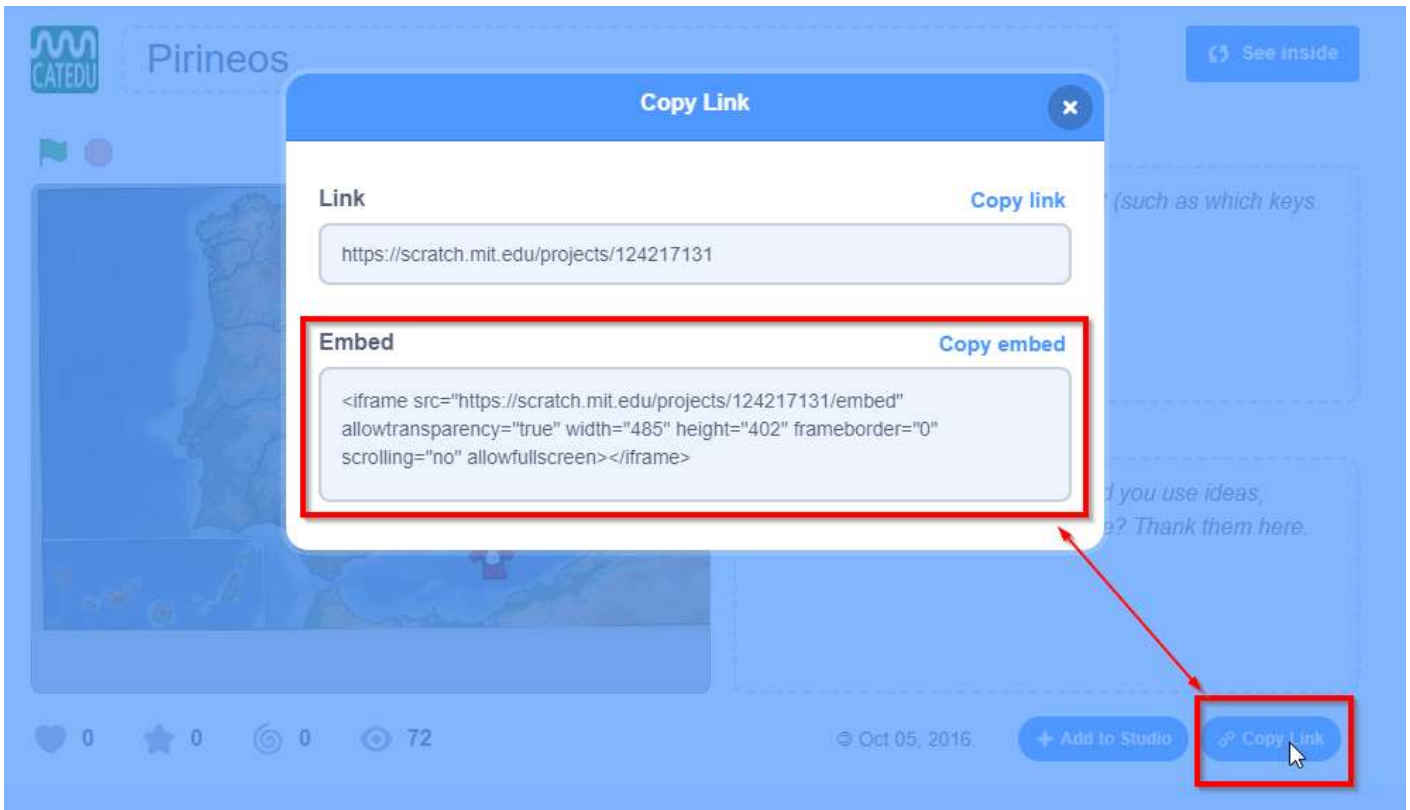 CATEDU
Pirineos
See inside
Copy Link
Link
Copy link
https://scratch.mit.edu/projects/124217131
(such as which keys
Embed
Copy embed
<iframe src="https://scratch.mit.edu/projects/124217131/embed"
allowtransparency="true" width="485" height="402" frameborder="0"
scrolling="no" allowfullscreen></iframe>
you use ideas,
? Thank them here.
0
0
0
72
© Oct 05, 2016
Add to Studio
Copy Link